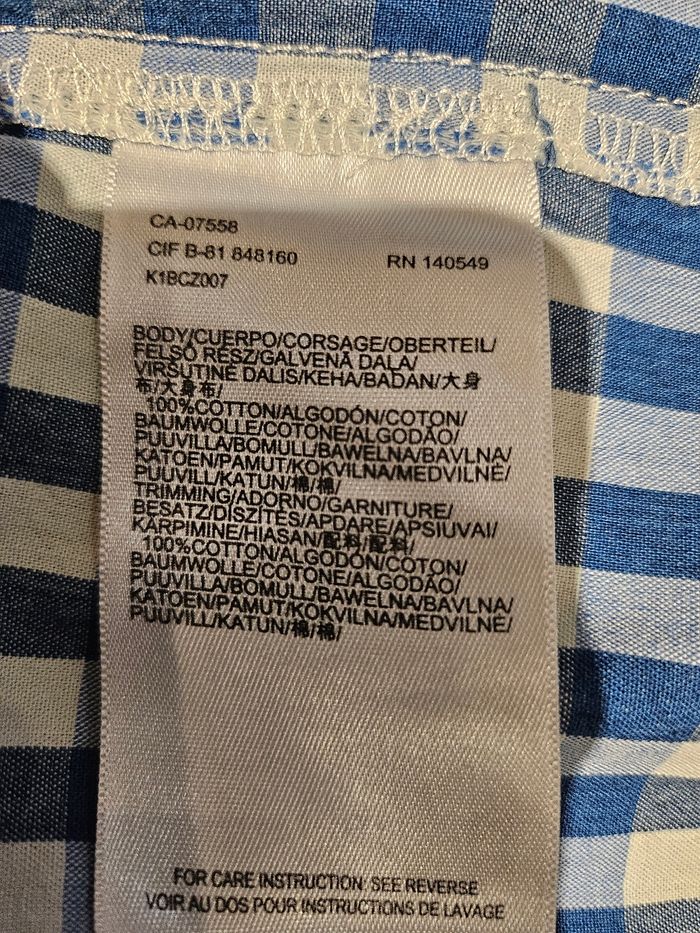 CA-07558
CIF B-81 848160 RN 140549
K1BCZ007
BODY/CUERPO/CORSAGE/OBERTEIL/
FELSŐ RÉSZ/GALVENĀ DAĻA/
VIRŠUTINĖ DALIS/KEHA/BADAN/大身
布/大身布/
100%COTTON/ALGODÓN/COTON/
BAUMWOLLE/COTONE/ALGODÃO/
PUUVILLA/BOMULL/BAWEŁNA/BAVLNA/
KATOEN/PAMUT/KOKVILNA/MEDVILNĖ/
PUUVILL/KATUN/棉/棉/
TRIMMING/ADORNO/GARNITURE/
BESATZ/DÍSZÍTÉS/APDARE/APSIUVAI/
KARPIMINE/HIASAN/配料/配料/
100%COTTON/ALGODÓN/COTON/
BAUMWOLLE/COTONE/ALGODÃO/
PUUVILLA/BOMULL/BAWEŁNA/BAVLNA/
KATOEN/PAMUT/KOKVILNA/MEDVILNĖ/
PUUVILL/KATUN/棉/棉/
FOR CARE INSTRUCTION SEE REVERSE
VOIR AU DOS POUR INSTRUCTIONS DE LAVAGE